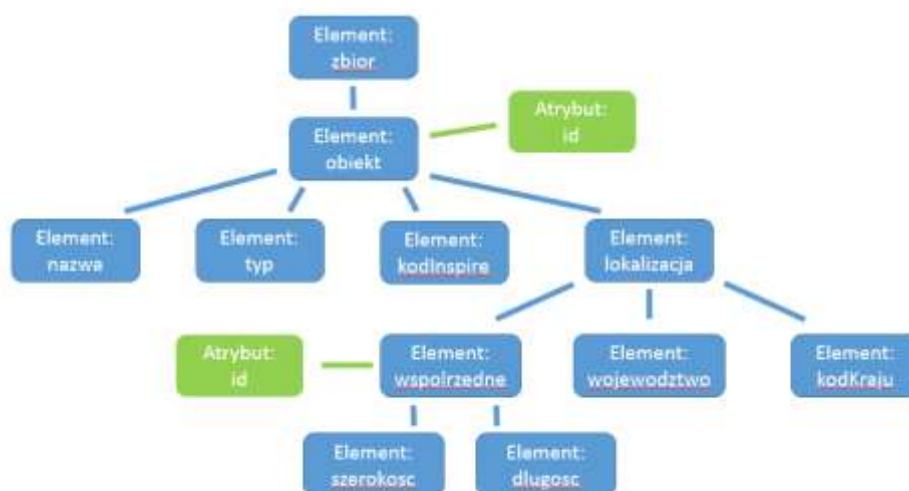 Element:
zbior
Atrybut:
id
Element:
obiekt
Element:
nazwa
Element:
typ
Element:
kodInspire
Element:
lokalizacja
Atrybut:
id
Element:
wspolrzedne
Element:
wojewodztwo
Element:
kodKraju
Element:
szerokosc
Element:
dlugosc